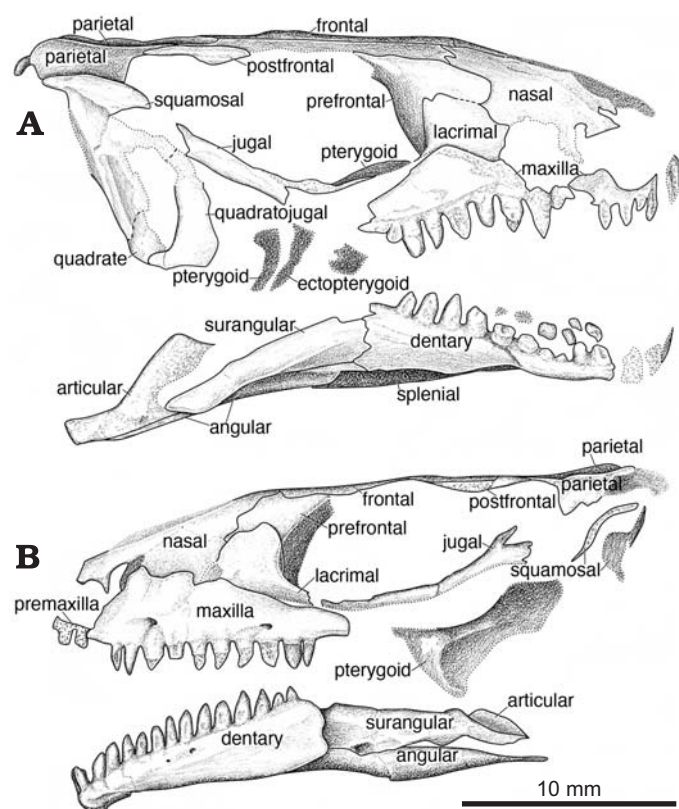 parietal
frontal
parietal
postfrontal
squamosal
prefrontal
nasal
A
lacrimal
jugal
pterygoid
maxilla
quadratojugal
quadrate
pterygoid
ectopterygoid
surangular
dentary
articular
splenial
angular
parietal
parietal
frontal
postfrontal
prefrontal
nasal
jugal
B
squamosal
lacrimal
premaxilla
maxilla
pterygoid
articular
surangular
dentary
angular
10 mm